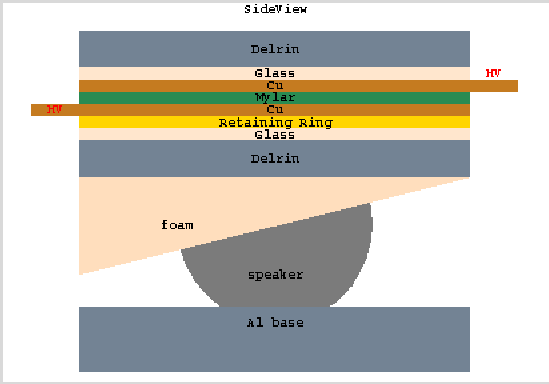 SideView
Delrin
Glass
HV
Cu
Mylar
HV
Cu
Retaining Ring
Glass
Delrin
foam
speaker
Al base